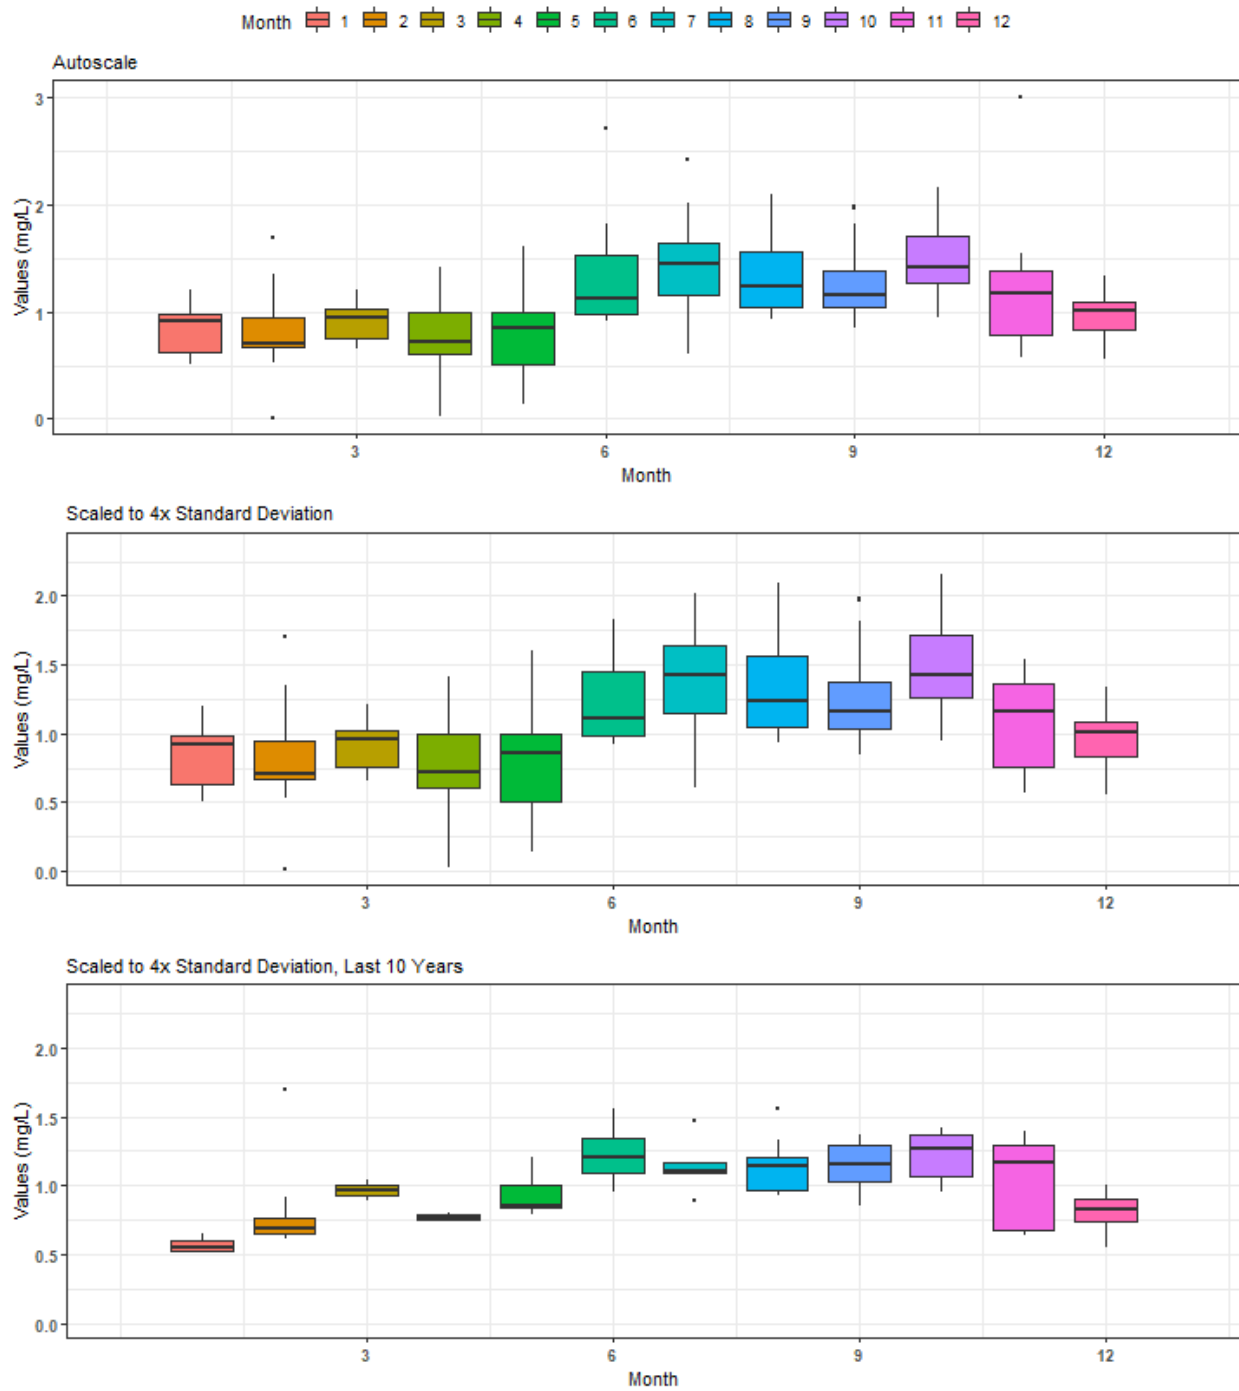 Month 1 2 3 4 5 6 7 8 9 10 11 12
Autoscale
Values (mg/L)
3
2
1
0
3 6 9 12
Month
Scaled to 4x Standard Deviation
Values (mg/L)
2.0
1.5
1.0
0.5
0.0
3 6 9 12
Month
Scaled to 4x Standard Deviation, Last 10 Years
Values (mg/L)
2.0
1.5
1.0
0.5
0.0
3 6 9 12
Month